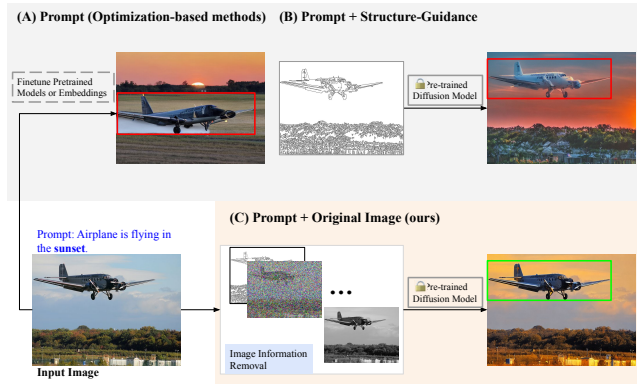 (A) Prompt (Optimization-based methods)
(B) Prompt + Structure-Guidance
Finetune Pretrained
Models or Embeddings
Pre-trained
Diffusion Model
Prompt: Airplane is flying in
the sunset.
(C) Prompt + Original Image (ours)
Pre-trained
Diffusion Model
Image Information
Removal
Input Image